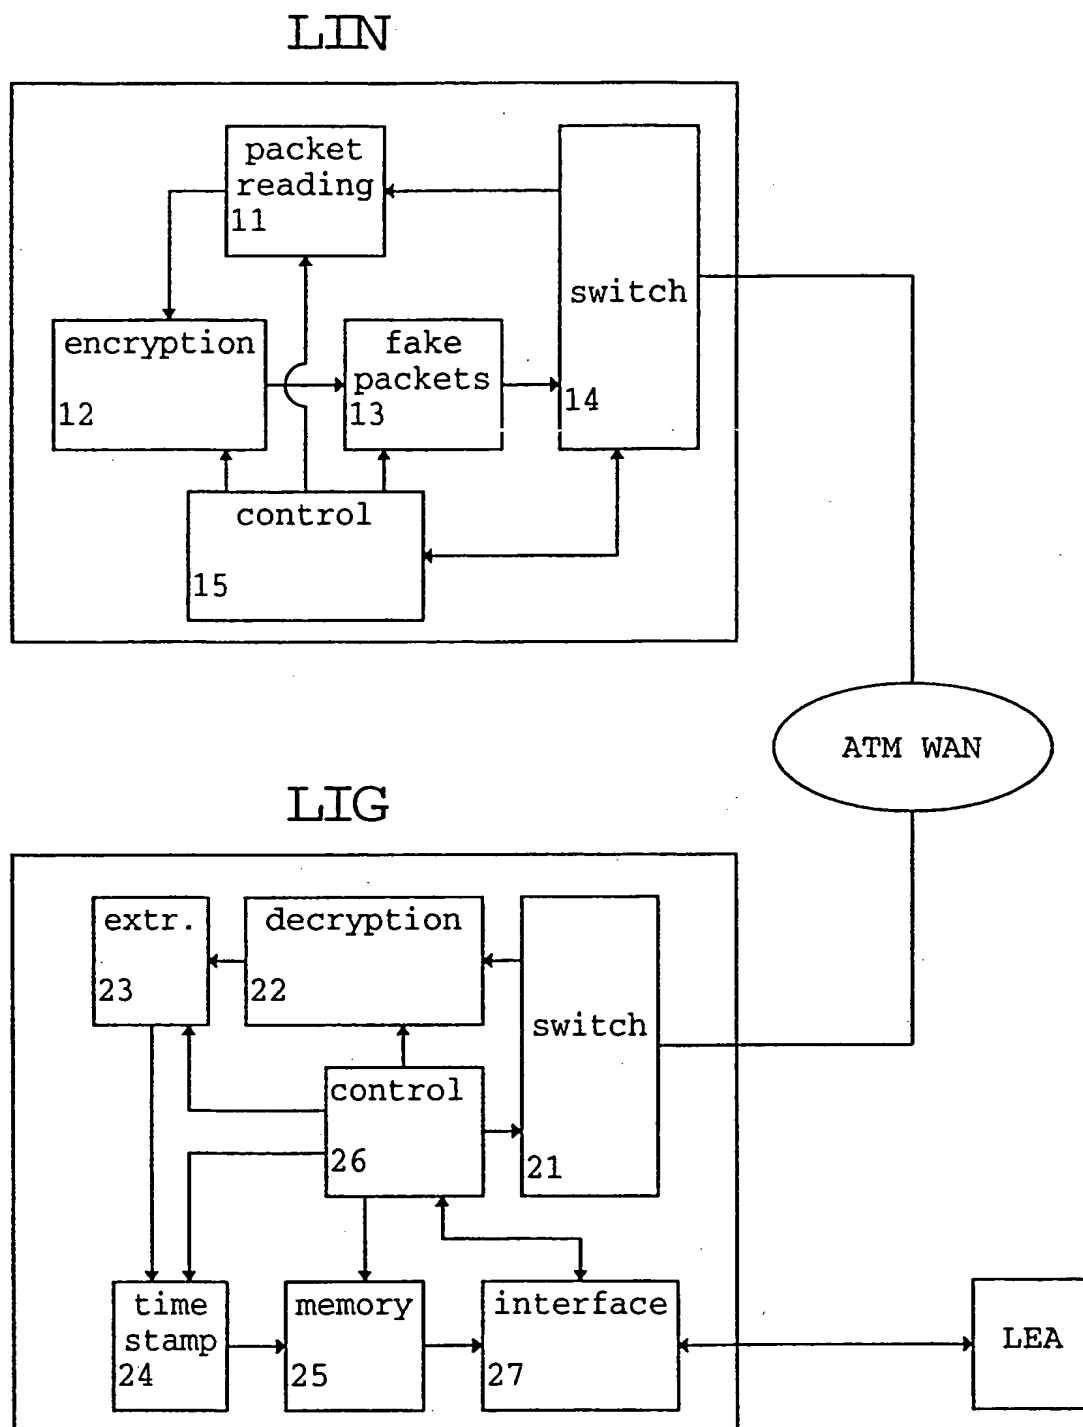 LIN
packet
reading
11
switch
14
encryption
12
fake
packets
13
control
15
ATM WAN
LIG
extr.
23
decryption
22
switch
21
control
26
time
stamp
24
memory
25
interface
27
LEA